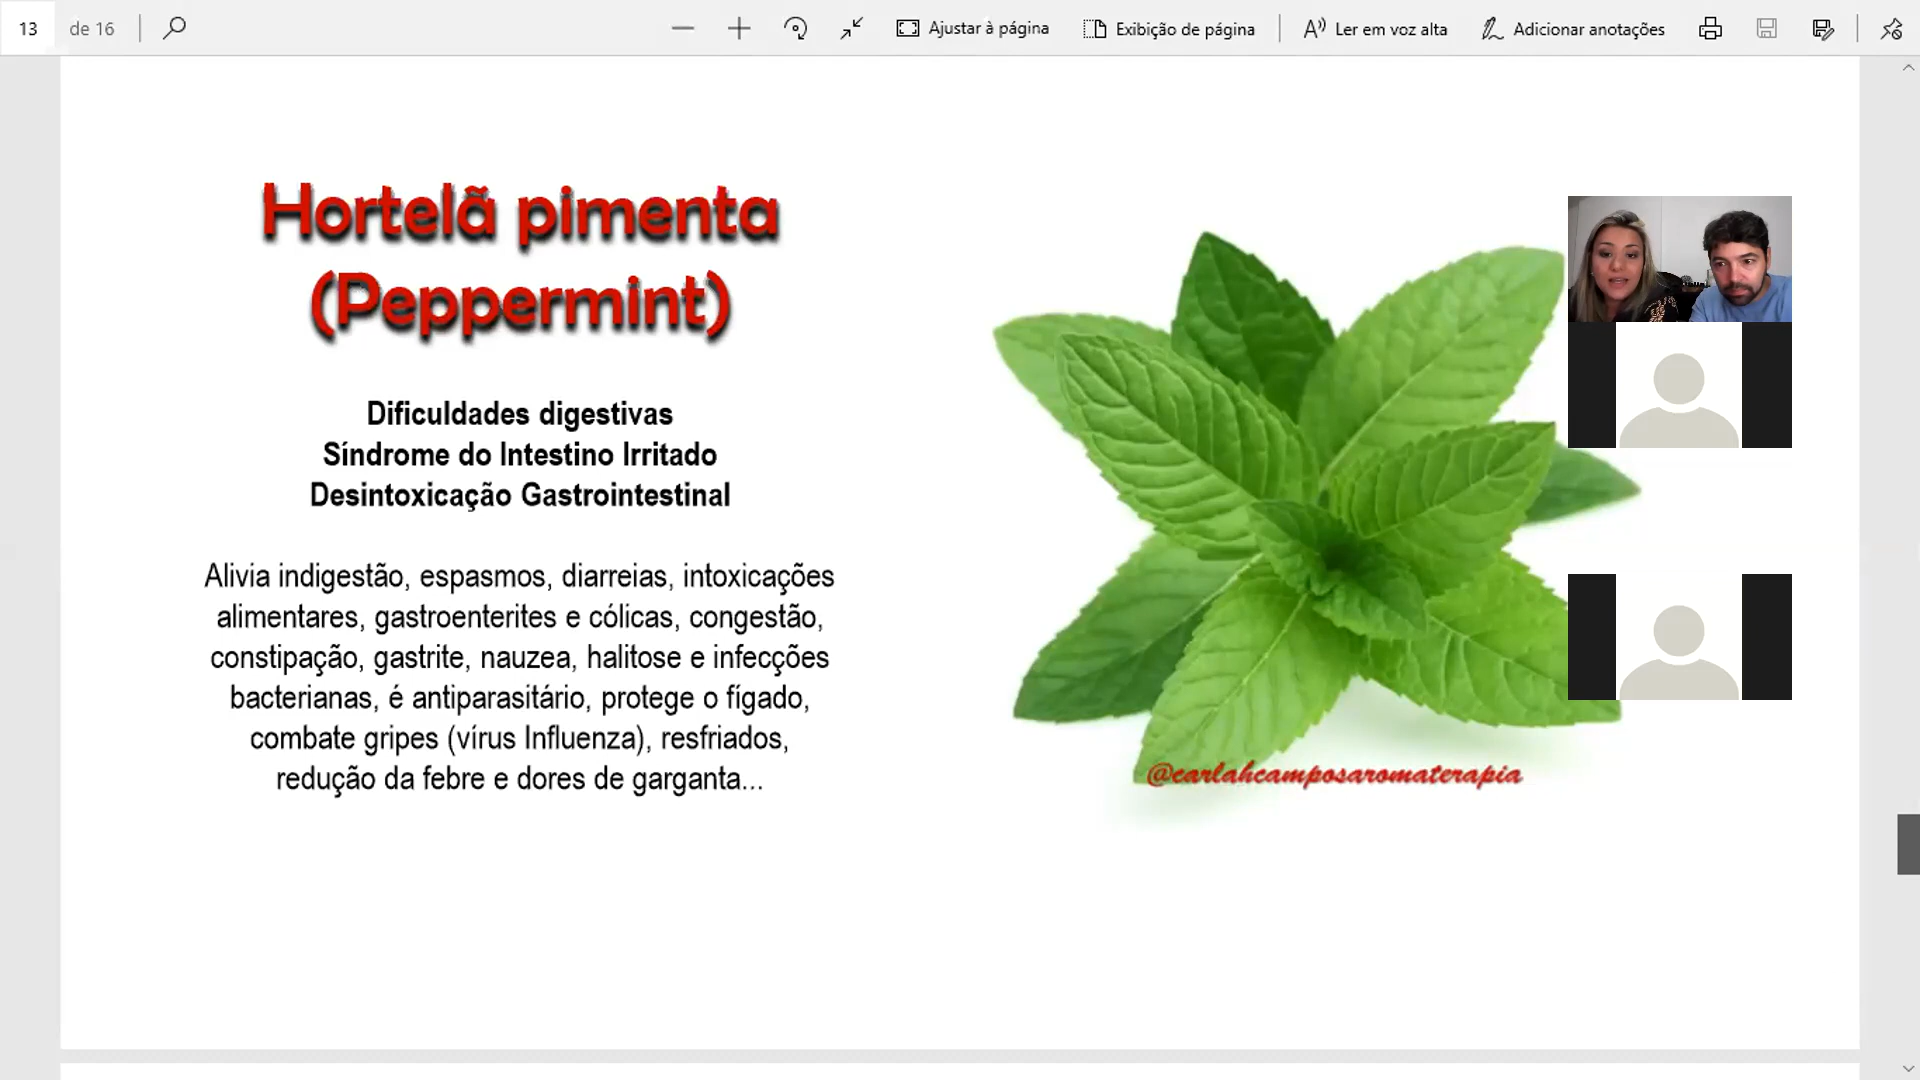 13 de 16 Ajustar à página Exibição de página Ler em voz alta Adicionar anotações
Hortelã pimenta
(Peppermint)
Dificuldades digestivas
Síndrome do Intestino Irritado
Desintoxicação Gastrointestinal
Alivia indigestão, espasmos, diarreias, intoxicações
alimentares, gastroenterites e cólicas, congestão,
constipação, gastrite, nauzea, halitose e infecções
bacterianas, é antiparasitário, protege o fígado,
combate gripes (vírus Influenza), resfriados,
redução da febre e dores de garganta...
@carlahcamposaromaterapia